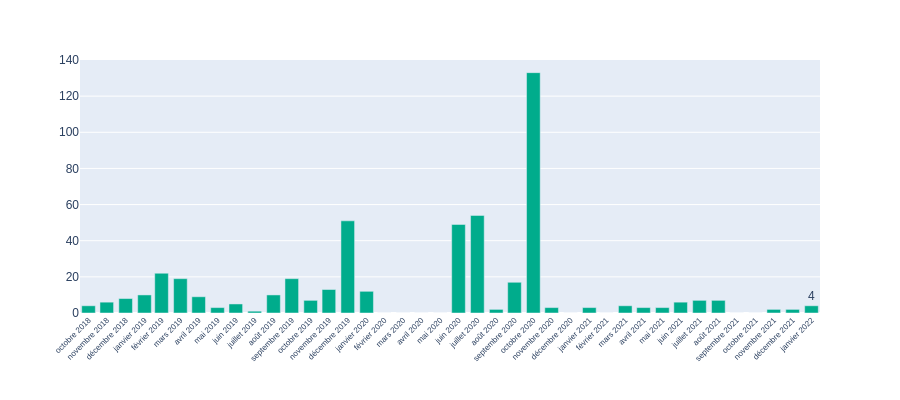 140
120
100
80
60
40
20
0
4
octobre 2018
novembre 2018
décembre 2018
janvier 2019
février 2019
mars 2019
avril 2019
mai 2019
juin 2019
juillet 2019
août 2019
septembre 2019
octobre 2019
novembre 2019
décembre 2019
janvier 2020
février 2020
mars 2020
avril 2020
mai 2020
juin 2020
juillet 2020
août 2020
septembre 2020
octobre 2020
novembre 2020
décembre 2020
janvier 2021
février 2021
mars 2021
avril 2021
mai 2021
juin 2021
juillet 2021
août 2021
septembre 2021
octobre 2021
novembre 2021
décembre 2021
janvier 2022